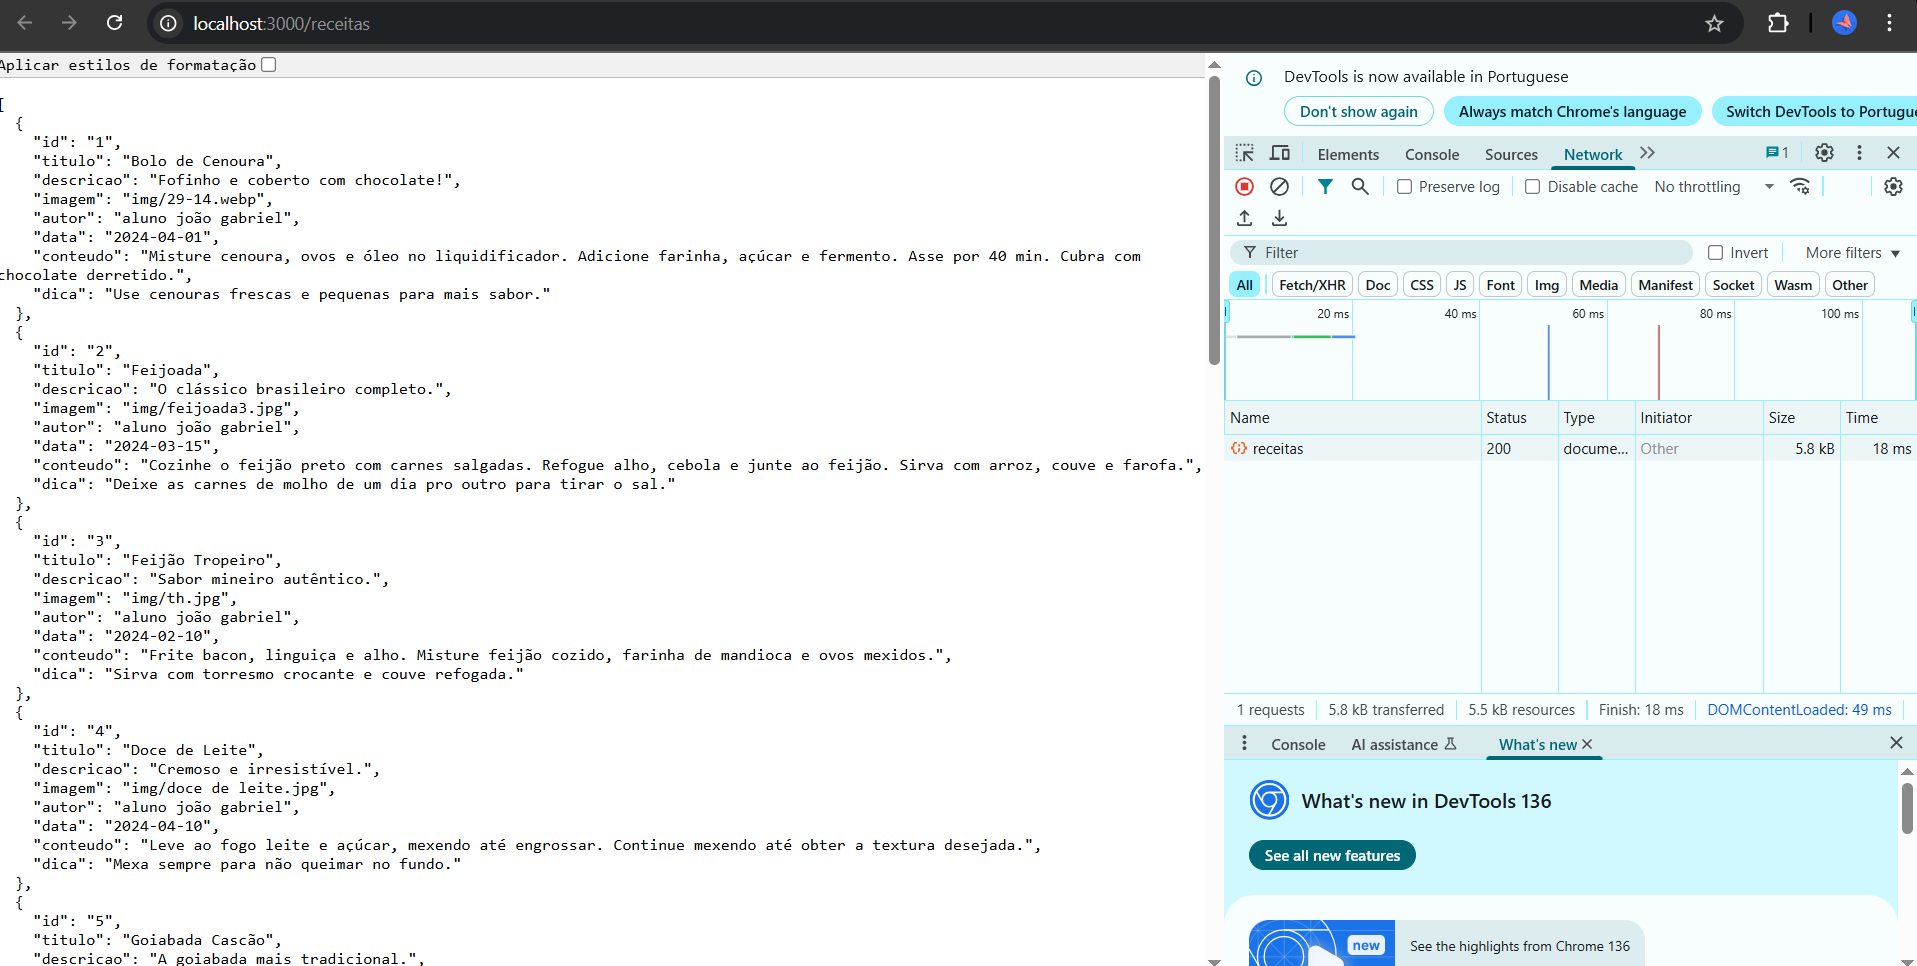 localhost:3000/receitas
Aplicar estilos de formatação
[
{
"id": "1",
"titulo": "Bolo de Cenoura",
"descricao": "Fofinho e coberto com chocolate!",
"imagem": "img/29-14.webp",
"autor": "aluno joão gabriel",
"data": "2024-04-01",
"conteudo": "Misture cenoura, ovos e óleo no liquidificador. Adicione farinha, açúcar e fermento. Asse por 40 min. Cubra com
chocolate derretido.",
"dica": "Use cenouras frescas e pequenas para mais sabor."
},
{
"id": "2",
"titulo": "Feijoada",
"descricao": "O clássico brasileiro completo.",
"imagem": "img/feijoada3.jpg",
"autor": "aluno joão gabriel",
"data": "2024-03-15",
"conteudo": "Cozinhe o feijão preto com carnes salgadas. Refogue alho, cebola e junte ao feijão. Sirva com arroz, couve e farofa.",
"dica": "Deixe as carnes de molho de um dia pro outro para tirar o sal."
},
{
"id": "3",
"titulo": "Feijão Tropeiro",
"descricao": "Sabor mineiro autêntico.",
"imagem": "img/th.jpg",
"autor": "aluno joão gabriel",
"data": "2024-02-10",
"conteudo": "Frite bacon, linguiça e alho. Misture feijão cozido, farinha de mandioca e ovos mexidos.",
"dica": "Sirva com torresmo crocante e couve refogada."
},
{
"id": "4",
"titulo": "Doce de Leite",
"descricao": "Cremoso e irresistível.",
"imagem": "img/doce de leite.jpg",
"autor": "aluno joão gabriel",
"data": "2024-04-10",
"conteudo": "Leve ao fogo leite e açúcar, mexendo até engrossar. Continue mexendo até obter a textura desejada.",
"dica": "Mexa sempre para não queimar no fundo."
},
{
"id": "5",
"titulo": "Goiabada Cascão",
"descricao": "A goiabada mais tradicional.",
DevTools is now available in Portuguese
Don't show again Always match Chrome's language Switch DevTools to Portugue
Elements Console Sources Network 1
Preserve log Disable cache No throttling
Filter Invert More filters
All Fetch/XHR Doc CSS JS Font Img Media Manifest Socket Wasm Other
20 ms 40 ms 60 ms 80 ms 100 ms
Name Status Type Initiator Size Time
receitas 200 docume... Other 5.8 kB 18 ms
1 requests 5.8 kB transferred 5.5 kB resources Finish: 18 ms DOMContentLoaded: 49 ms
Console AI assistance What's new
What's new in DevTools 136
See all new features
new See the highlights from Chrome 136